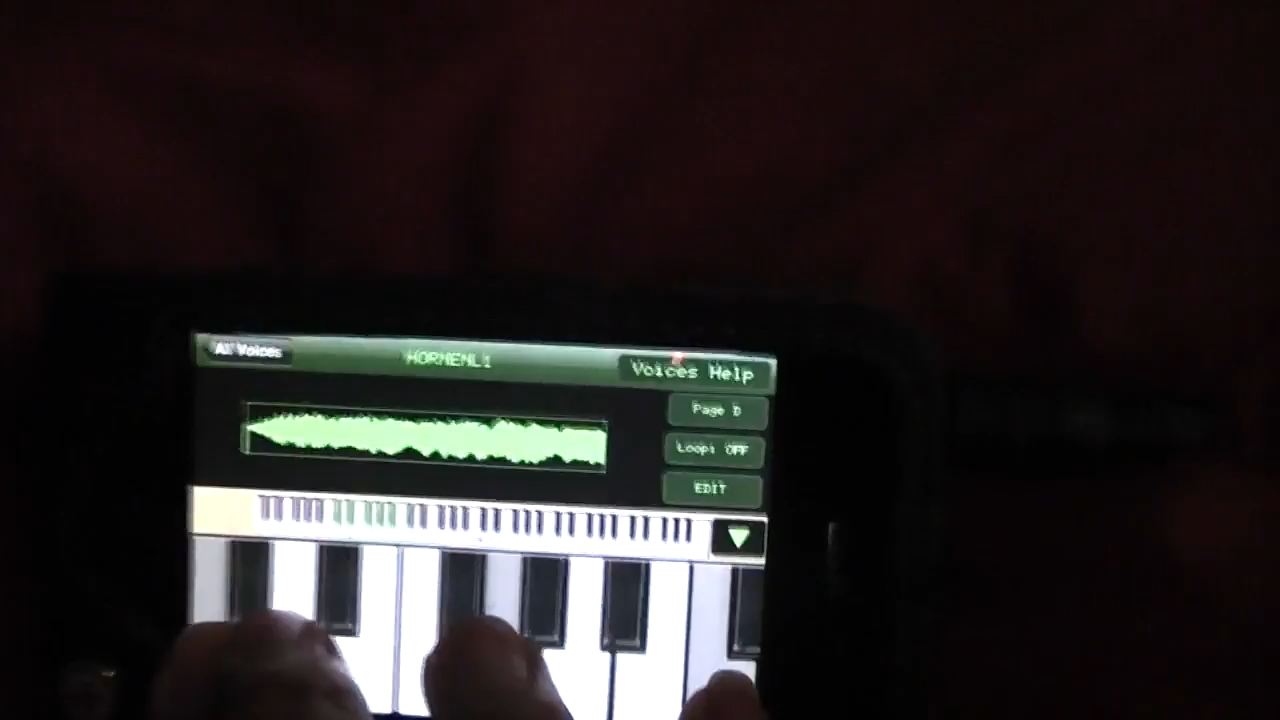 All Voices
HORNENL1
Voices Help
Page D
Loop: OFF
EDIT